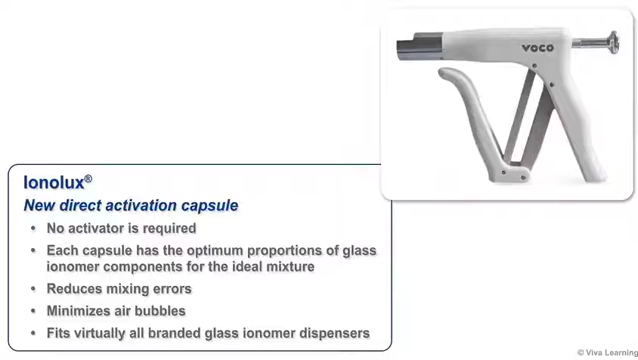 VOCO
Ionolux®
New direct activation capsule
• No activator is required
• Each capsule has the optimum proportions of glass
ionomer components for the ideal mixture
• Reduces mixing errors
• Minimizes air bubbles
• Fits virtually all branded glass ionomer dispensers
© Viva Learning